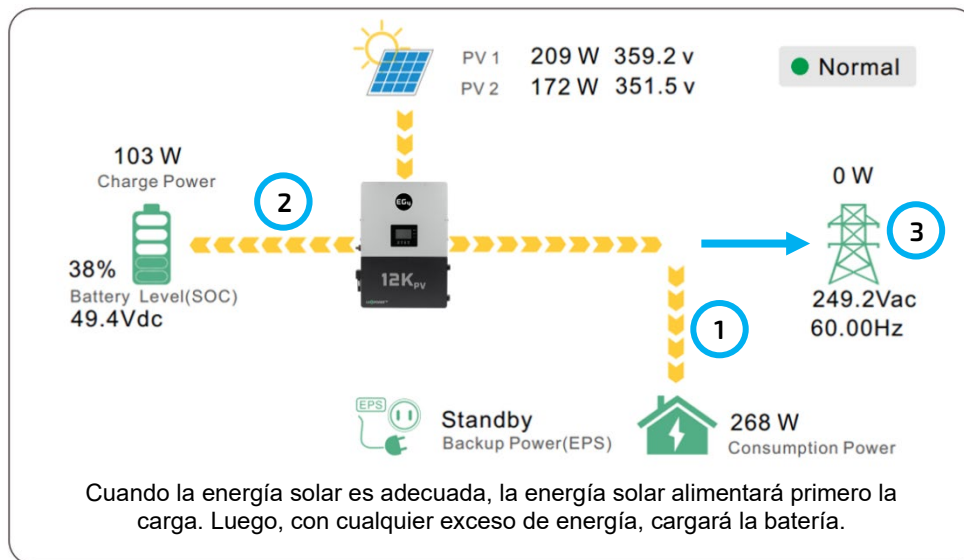 PV 1 209 W 359.2 v
PV 2 172 W 351.5 v
Normal
103 W
Charge Power
0 W
2
3
EG4
38%
Battery Level(SOC)
49.4Vdc
12KPV
249.2Vac
60.00Hz
1
EPS
Standby
Backup Power(EPS)
268 W
Consumption Power
Cuando la energía solar es adecuada, la energía solar alimentará primero la
carga. Luego, con cualquier exceso de energía, cargará la batería.